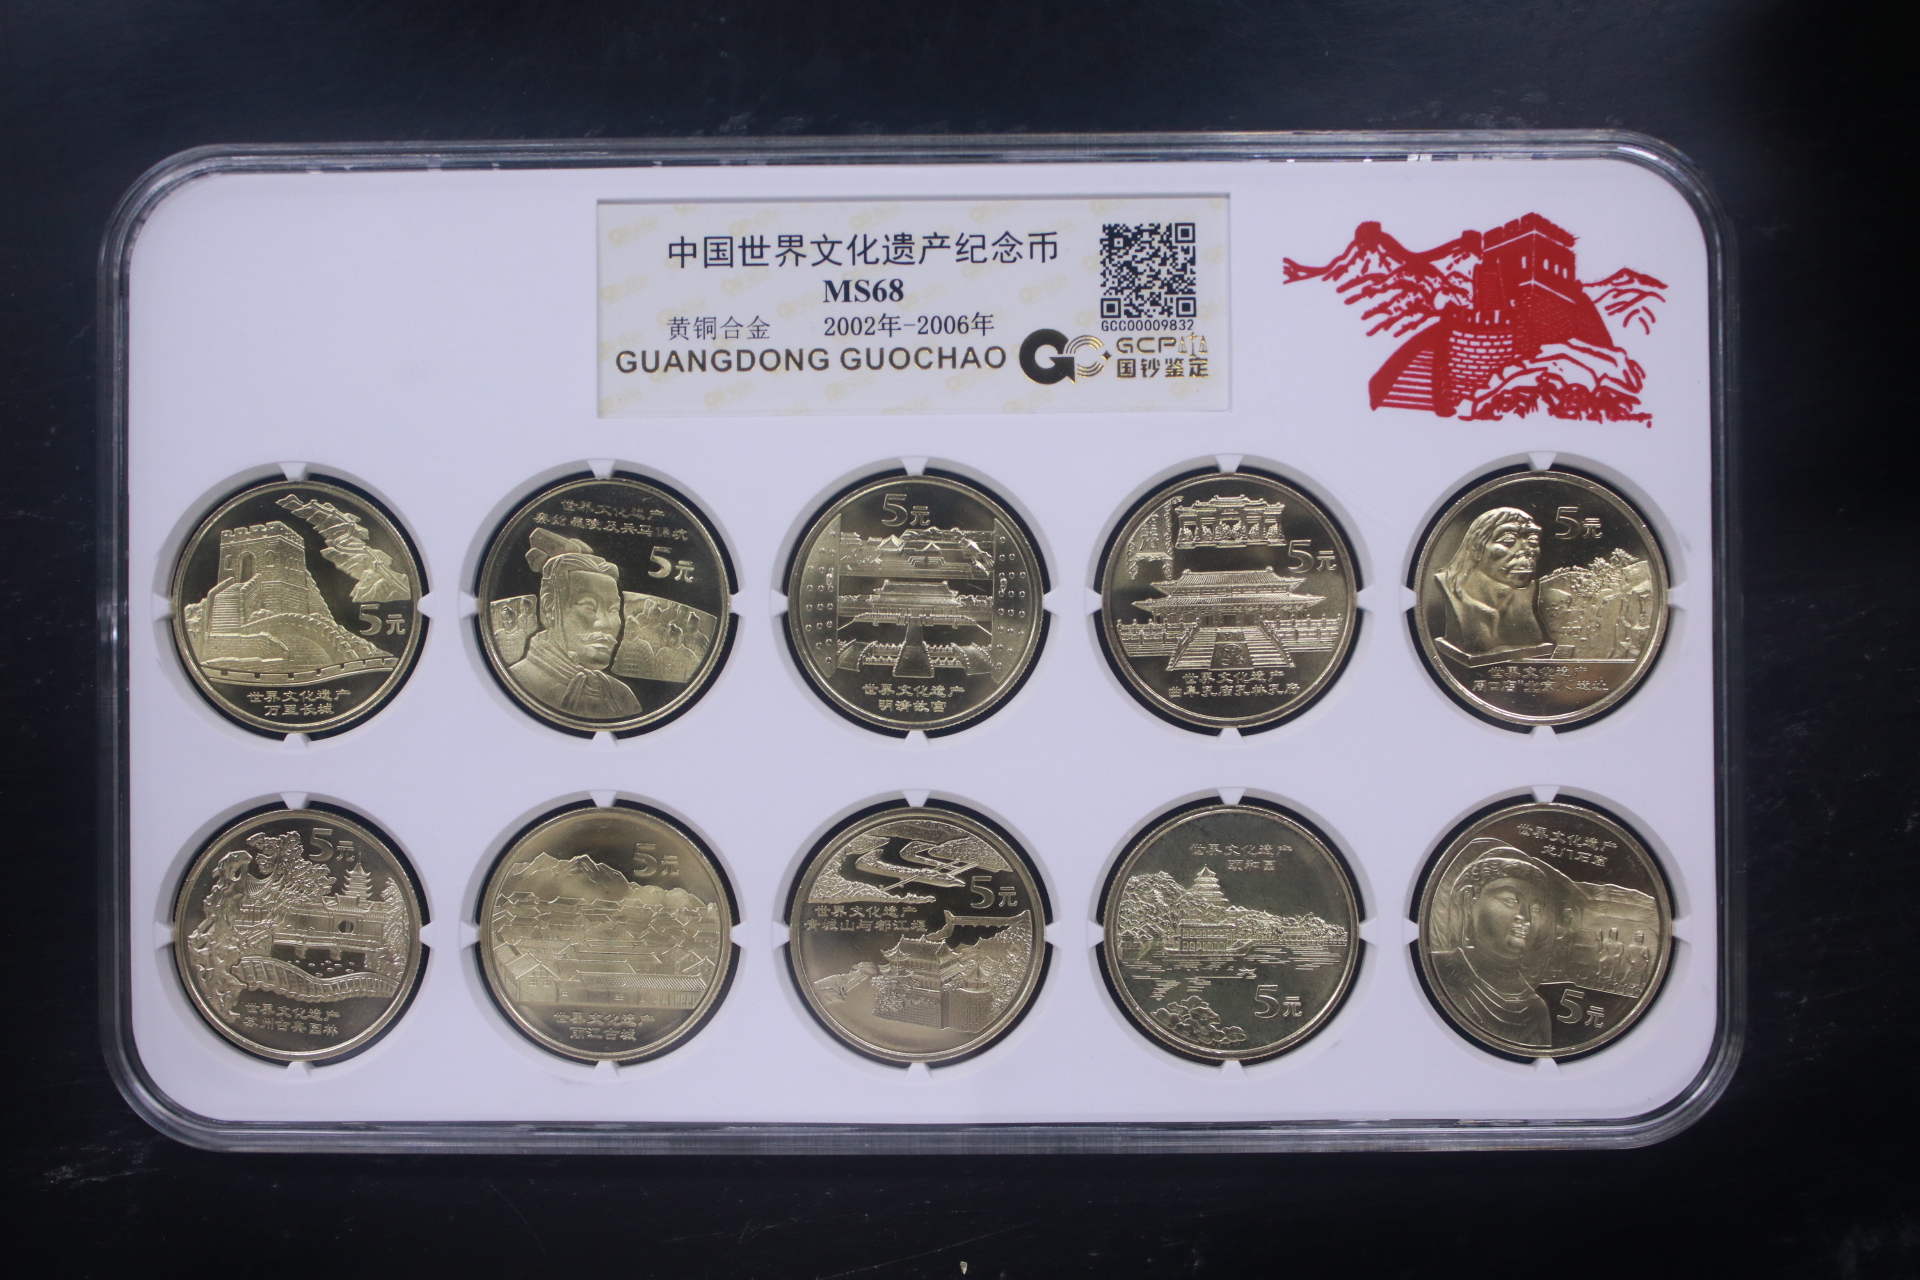 中国世界文化遗产纪念币
MS68
黄铜合金 2002年-2006年
GUANGDONG GUOCHAO
GCC00009832
GCP
国钞鉴定
5元
世界文化遗产
万里长城
世界文化遗产
秦始皇陵及兵马俑坑
5元
5元
世界文化遗产
明清故宫
5元
世界文化遗产
曲阜孔庙孔林孔府
5元
世界文化遗产
周口店"北京人"遗址
5元
世界文化遗产
苏州古典园林
5元
世界文化遗产
丽江古城
5元
世界文化遗产
青城山与都江堰
世界文化遗产
颐和园
5元
世界文化遗产
龙门石窟
5元